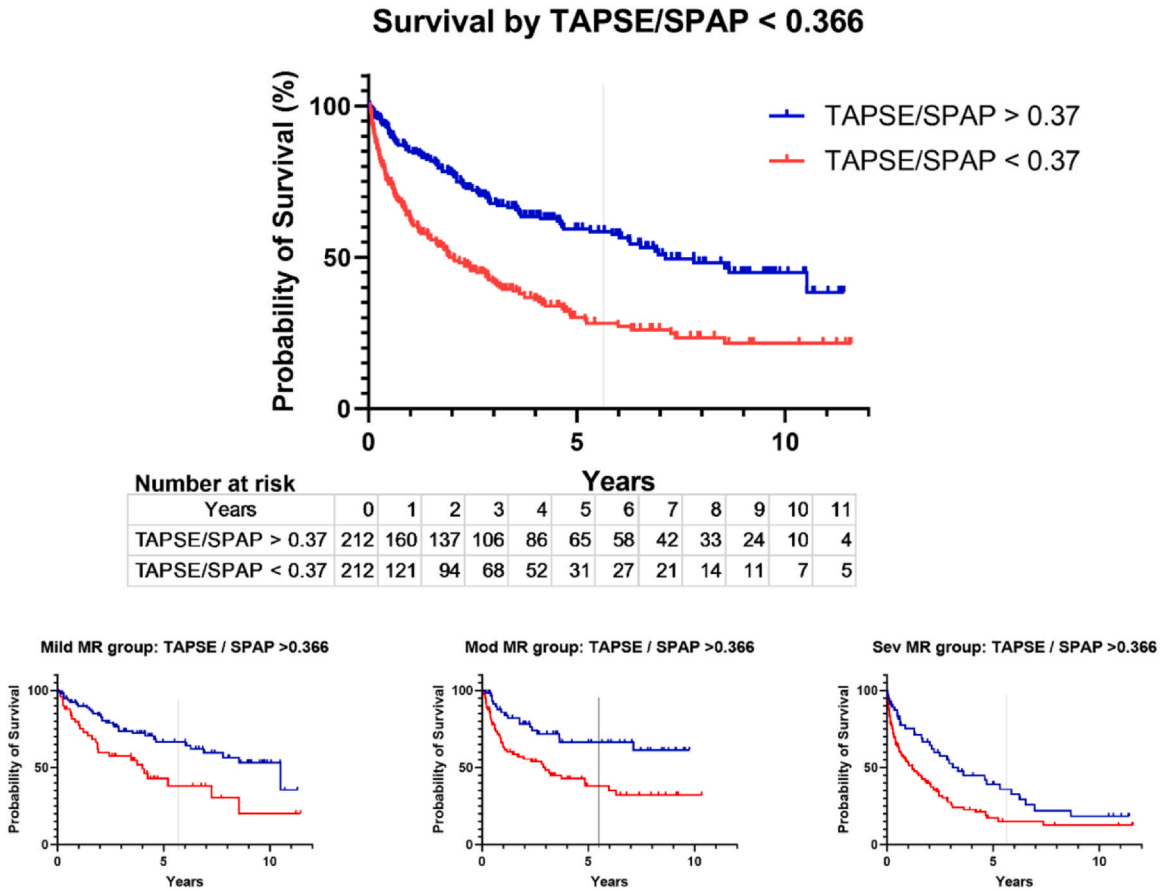 Survival by TAPSE/SPAP < 0.366
Probability of Survival (%)
100
50
0
0 5 10
Years
TAPSE/SPAP > 0.37
TAPSE/SPAP < 0.37
Number at risk
Years 0 1 2 3 4 5 6 7 8 9 10 11
TAPSE/SPAP > 0.37 212 160 137 106 86 65 58 42 33 24 10 4
TAPSE/SPAP < 0.37 212 121 94 68 52 31 27 21 14 11 7 5
Mild MR group: TAPSE / SPAP >0.366
Probability of Survival
100
50
0
0 5 10
Years
Mod MR group: TAPSE / SPAP >0.366
Probability of Survival
100
50
0
0 5 10
Years
Sev MR group: TAPSE / SPAP >0.366
Probability of Survival
100
50
0
0 5 10
Years